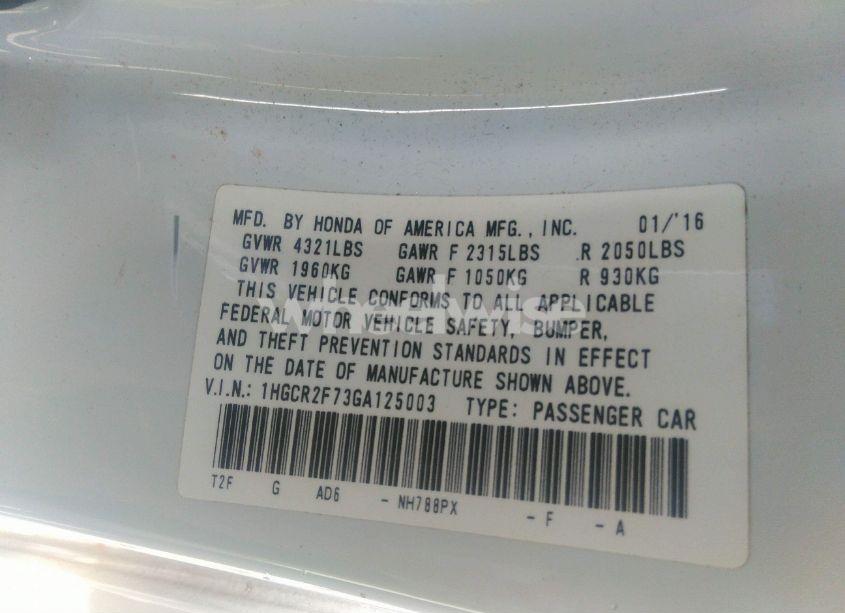 MFD. BY HONDA OF AMERICA MFG., INC. 01/'16
GVWR 4321LBS GAWR F 2315LBS R 2050LBS
GVWR 1960KG GAWR F 1050KG R 930KG
THIS VEHICLE CONFORMS TO ALL APPLICABLE
FEDERAL MOTOR VEHICLE SAFETY, BUMPER,
AND THEFT PREVENTION STANDARDS IN EFFECT
ON THE DATE OF MANUFACTURE SHOWN ABOVE.
V.I.N.: 1HGCR2F73GA125003 TYPE: PASSENGER CAR
T2F G AD6 - NH788PX - F - A
wheelwise